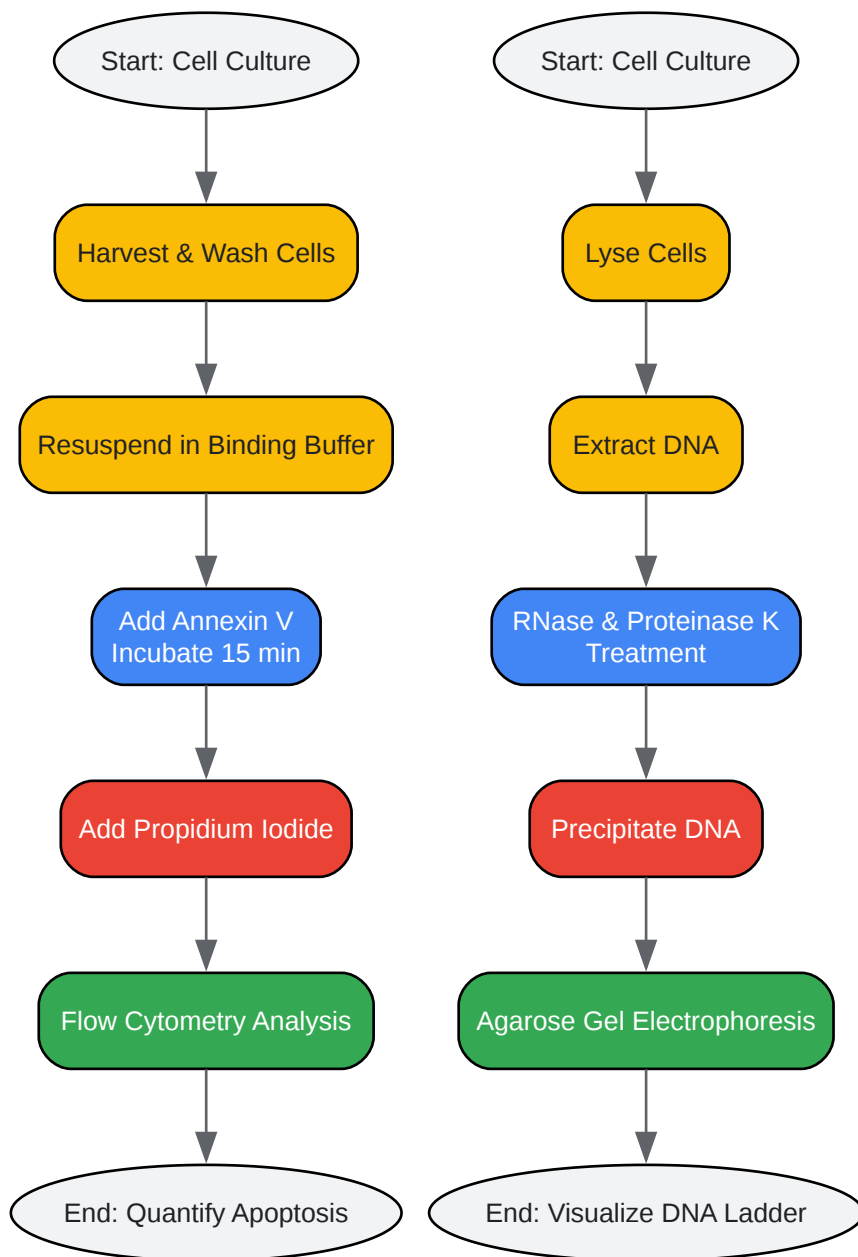 Start: Cell Culture
Harvest & Wash Cells
Resuspend in Binding Buffer
Add Annexin V
Incubate 15 min
Add Propidium Iodide
Flow Cytometry Analysis
End: Quantify Apoptosis
Start: Cell Culture
Lyse Cells
Extract DNA
RNase & Proteinase K
Treatment
Precipitate DNA
Agarose Gel Electrophoresis
End: Visualize DNA Ladder